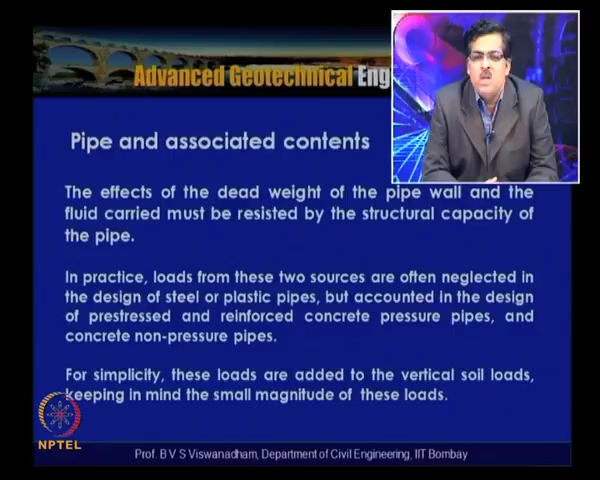 Advanced Geotechnical Eng
Pipe and associated contents
The effects of the dead weight of the pipe wall and the
fluid carried must be resisted by the structural capacity of
the pipe.
In practice, loads from these two sources are often neglected in
the design of steel or plastic pipes, but accounted in the design
of prestressed and reinforced concrete pressure pipes, and
concrete non-pressure pipes.
For simplicity, these loads are added to the vertical soil loads,
keeping in mind the small magnitude of these loads.
NPTEL
Prof. B V S Viswanadham, Department of Civil Engineering, IIT Bombay